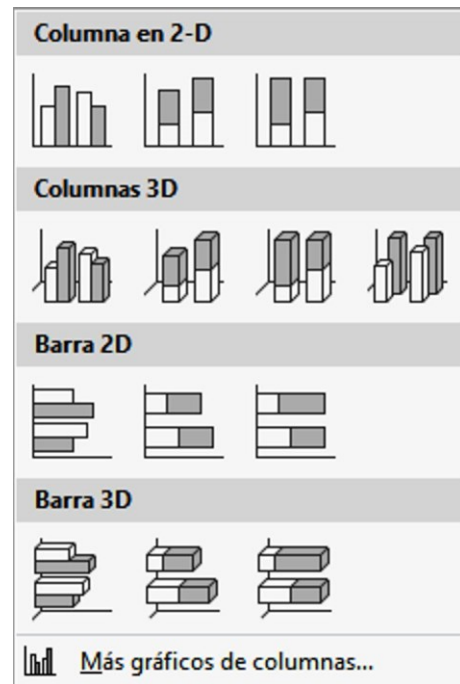 Columna en 2-D
Columnas 3D
Barra 2D
Barra 3D
Más gráficos de columnas...